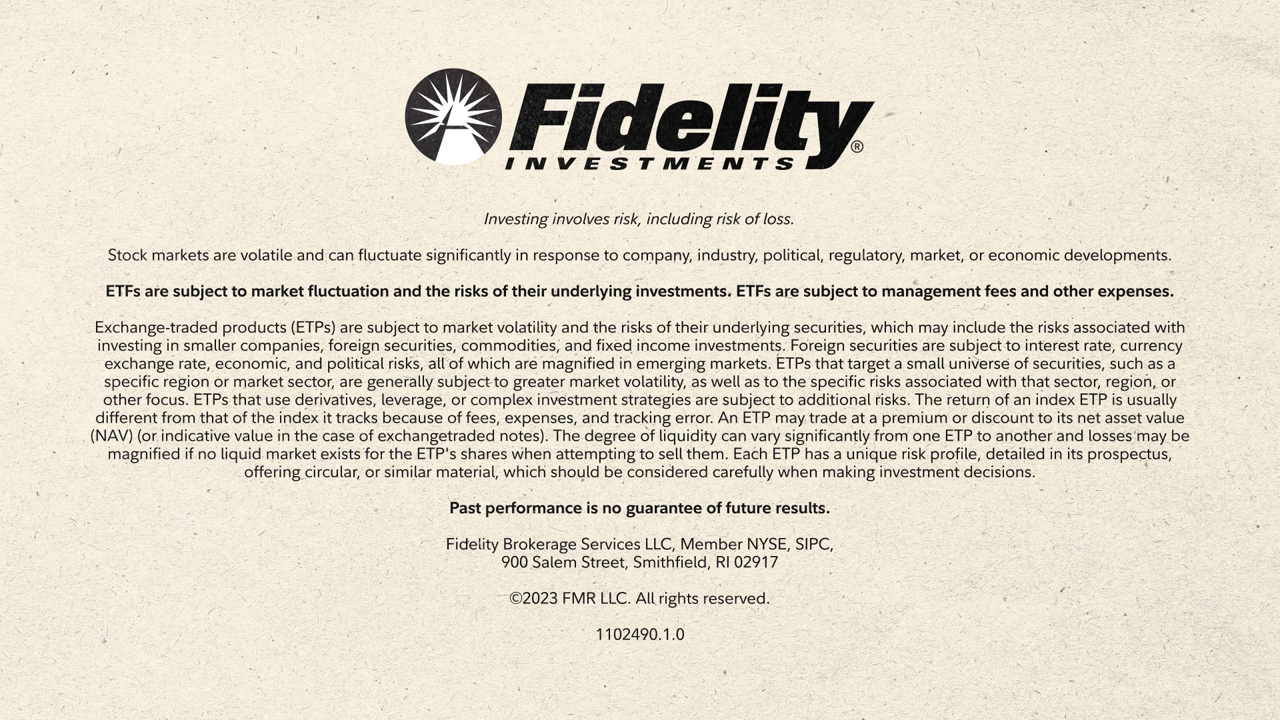 Fidelity®
INVESTMENTS
Investing involves risk, including risk of loss.
Stock markets are volatile and can fluctuate significantly in response to company, industry, political, regulatory, market, or economic developments.
ETFs are subject to market fluctuation and the risks of their underlying investments. ETFs are subject to management fees and other expenses.
Exchange-traded products (ETPs) are subject to market volatility and the risks of their underlying securities, which may include the risks associated with
investing in smaller companies, foreign securities, commodities, and fixed income investments. Foreign securities are subject to interest rate, currency
exchange rate, economic, and political risks, all of which are magnified in emerging markets. ETPs that target a small universe of securities, such as a
specific region or market sector, are generally subject to greater market volatility, as well as to the specific risks associated with that sector, region, or
other focus. ETPs that use derivatives, leverage, or complex investment strategies are subject to additional risks. The return of an index ETP is usually
different from that of the index it tracks because of fees, expenses, and tracking error. An ETP may trade at a premium or discount to its net asset value
(NAV) (or indicative value in the case of exchangetraded notes). The degree of liquidity can vary significantly from one ETP to another and losses may be
magnified if no liquid market exists for the ETP's shares when attempting to sell them. Each ETP has a unique risk profile, detailed in its prospectus,
offering circular, or similar material, which should be considered carefully when making investment decisions.
Past performance is no guarantee of future results.
Fidelity Brokerage Services LLC, Member NYSE, SIPC,
900 Salem Street, Smithfield, RI 02917
©2023 FMR LLC. All rights reserved.
1102490.1.0